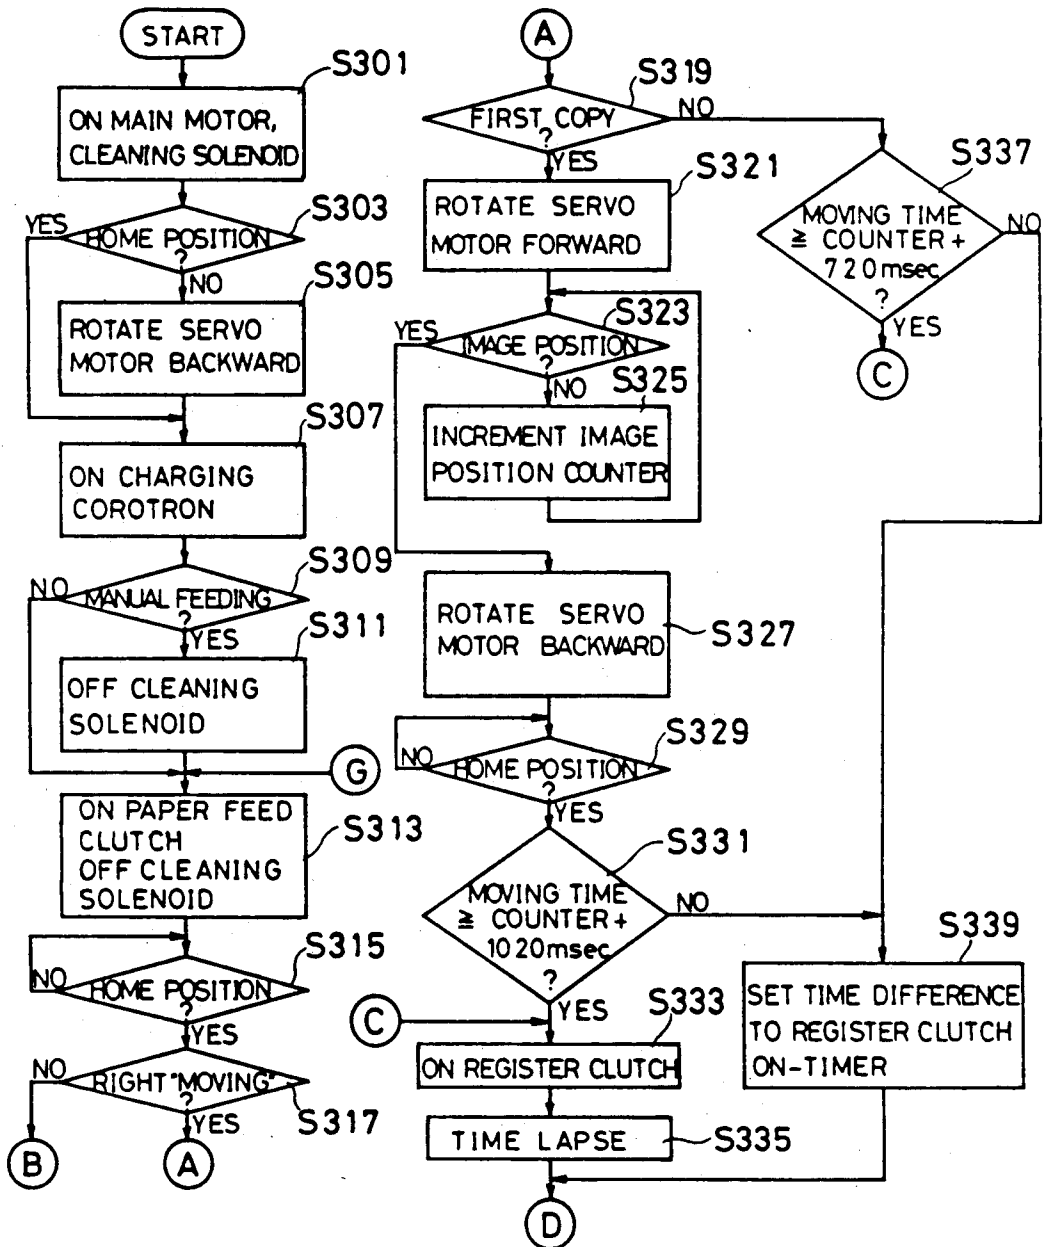 START
S301
ON MAIN MOTOR,
CLEANING SOLENOID
S303
YES
HOME POSITION
?
NO
S305
ROTATE SERVO
MOTOR BACKWARD
S307
ON CHARGING
COROTRON
S309
NO
MANUAL FEEDING
?
YES
S311
OFF CLEANING
SOLENOID
G
ON PAPER FEED
CLUTCH
OFF CLEANING
SOLENOID
S313
S315
NO
HOME POSITION
?
YES
NO
RIGHT "MOVING"
?
S317
YES
B
A
A
S319
FIRST COPY
?
NO
YES
S321
ROTATE SERVO
MOTOR FORWARD
S323
YES
IMAGE POSITION
?
S325
NO
INCREMENT IMAGE
POSITION COUNTER
ROTATE SERVO
MOTOR BACKWARD
S327
S329
NO
HOME POSITION
?
YES
S331
MOVING TIME
≧ COUNTER +
1020msec
?
NO
YES
C
S333
ON REGISTER CLUTCH
TIME LAPSE
S335
D
S337
MOVING TIME
≧ COUNTER +
720msec
?
NO
YES
C
S339
SET TIME DIFFERENCE
TO REGISTER CLUTCH
ON-TIMER